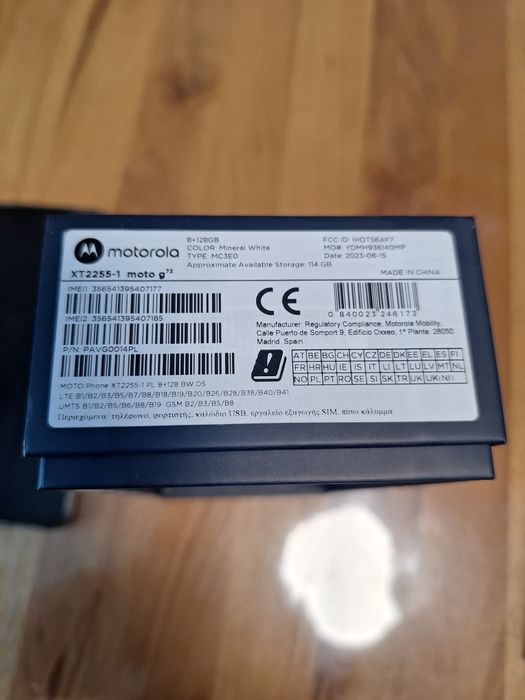 motorola
8+128GB
COLOR: Mineral White
TYPE: MC3E0
Approximate Available Storage: 114 GB
FCC ID: IHDT56AF7
MO#: YDMH936140MP
Date: 2023-06-15
XT2255-1 moto g73
MADE IN CHINA
IMEI1: 356541395407177
IMEI2: 356541395407185
P/N: PAVG0014PL
CE
0 840023 246173
Manufacturer: Regulatory Compliance, Motorola Mobility,
Calle Puerto de Somport 9, Edificio Oxxeo, 1ª Planta, 28050
Madrid, Spain
AT BE BG CH CY CZ DE DK EE EL ES FI
FR HR HU IE IS IT LI LT LU LV MT NL
NO PL PT RO SE SI SK TR UK UK(NI)
MOTO Phone XT2255-1 PL 8+128 BW DS
LTE B1/B2/B3/B5/B7/B8/B18/B19/B20/B26/B28/B38/B40/B41
UMTS B1/B2/B5/B6/B8/B19 GSM B2/B3/B5/B8
Περιεχόμενα: τηλέφωνο, φορτιστής, καλώδιο USB, εργαλείο εξαγωγής SIM, πίσω κάλυμμα